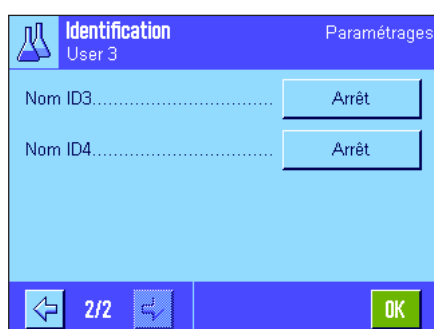 Identification Paramétrages
User 3
Nom ID3.............................. Arrêt
Nom ID4.............................. Arrêt
2/2 OK